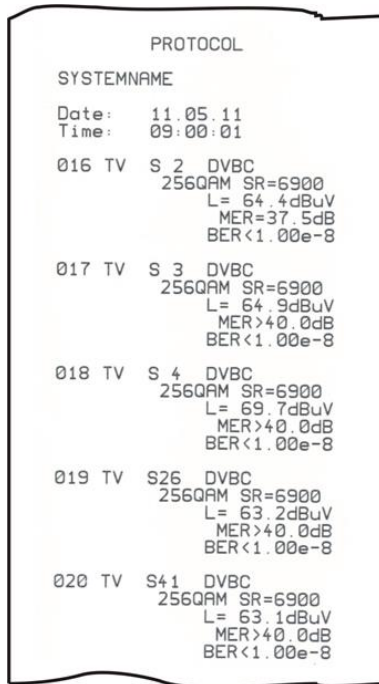 PROTOCOL
SYSTEMNAME
Date: 11.05.11
Time: 09:00:01
016 TV S 2 DVBC
256QAM SR=6900
L= 64.4dBuV
MER=37.5dB
BER<1.00e-8
017 TV S 3 DVBC
256QAM SR=6900
L= 64.9dBuV
MER>40.0dB
BER<1.00e-8
018 TV S 4 DVBC
256QAM SR=6900
L= 69.7dBuV
MER>40.0dB
BER<1.00e-8
019 TV S26 DVBC
256QAM SR=6900
L= 63.2dBuV
MER>40.0dB
BER<1.00e-8
020 TV S41 DVBC
256QAM SR=6900
L= 63.1dBuV
MER>40.0dB
BER<1.00e-8